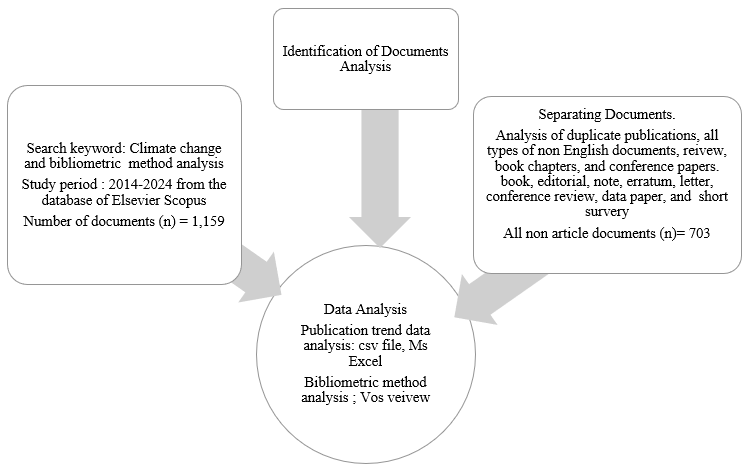 Identification of Documents
Analysis
Search keyword: Climate change
and bibliometric method analysis
Study period : 2014-2024 from the
database of Elsevier Scopus
Number of documents (n) = 1,159
Separating Documents.
Analysis of duplicate publications, all
types of non English documents, reivew,
book chapters, and conference papers.
book, editorial, note, erratum, letter,
conference review, data paper, and short
survery
All non article documents (n)= 703
Data Analysis
Publication trend data
analysis: csv file, Ms
Excel
Bibliometric method
analysis ; Vos veivew